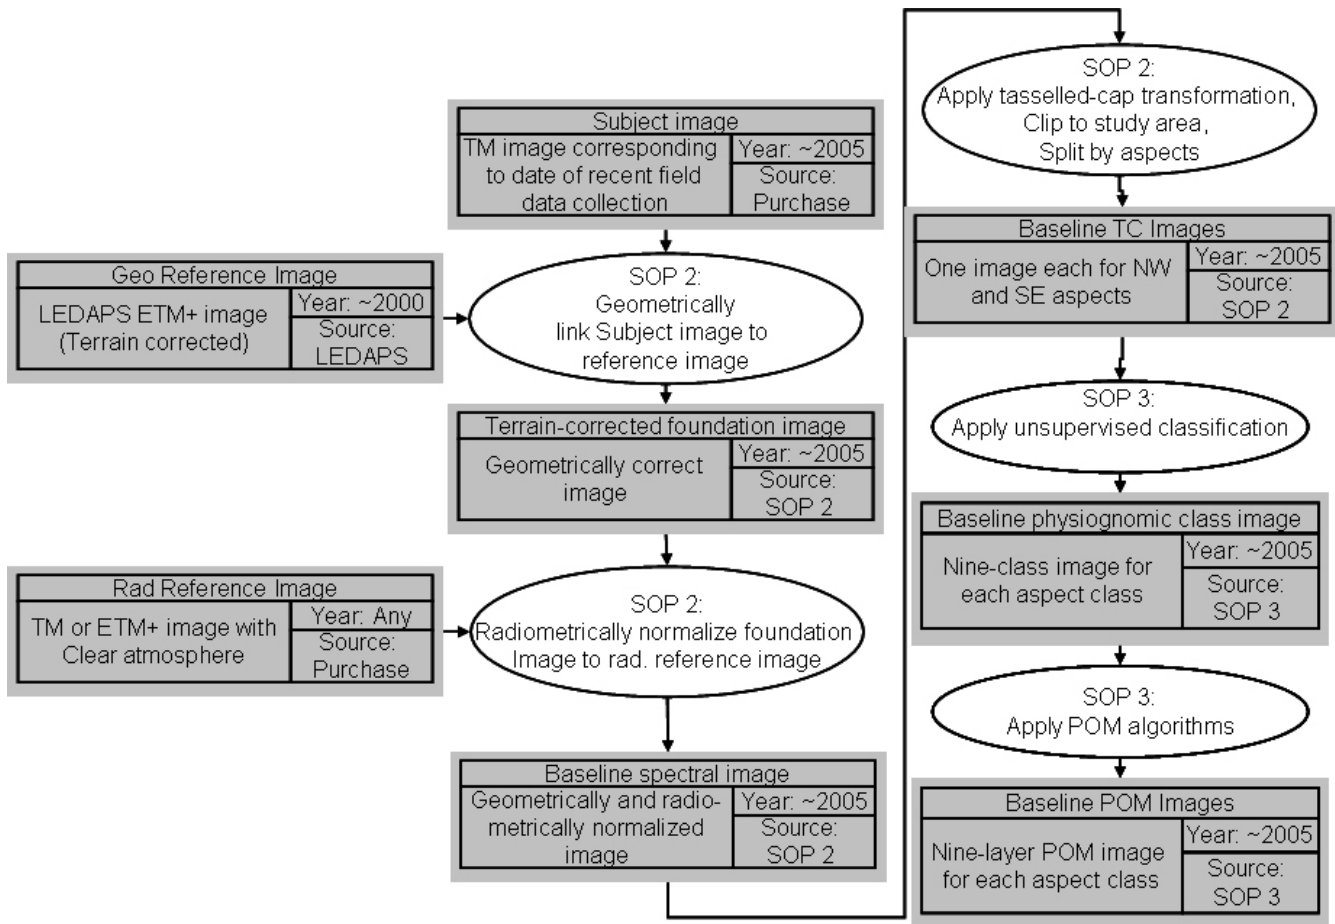 Subject image
TM image corresponding
to date of recent field
data collection
Year: ~2005
Source:
Purchase
Geo Reference Image
LEDAPS ETM+ image
(Terrain corrected)
Year: ~2000
Source:
LEDAPS
SOP 2:
Geometrically
link Subject image to
reference image
Terrain-corrected foundation image
Geometrically correct
image
Year: ~2005
Source:
SOP 2
Rad Reference Image
TM or ETM+ image with
Clear atmosphere
Year: Any
Source:
Purchase
SOP 2:
Radiometrically normalize foundation
Image to rad. reference image
Baseline spectral image
Geometrically and radio-
metrically normalized
image
Year: ~2005
Source:
SOP 2
SOP 2:
Apply tasselled-cap transformation,
Clip to study area,
Split by aspects
Baseline TC Images
One image each for NW
and SE aspects
Year: ~2005
Source:
SOP 2
SOP 3:
Apply unsupervised classification
Baseline physiognomic class image
Nine-class image for
each aspect class
Year: ~2005
Source:
SOP 3
SOP 3:
Apply POM algorithms
Baseline POM Images
Nine-layer POM image
for each aspect class
Year: ~2005
Source:
SOP 3